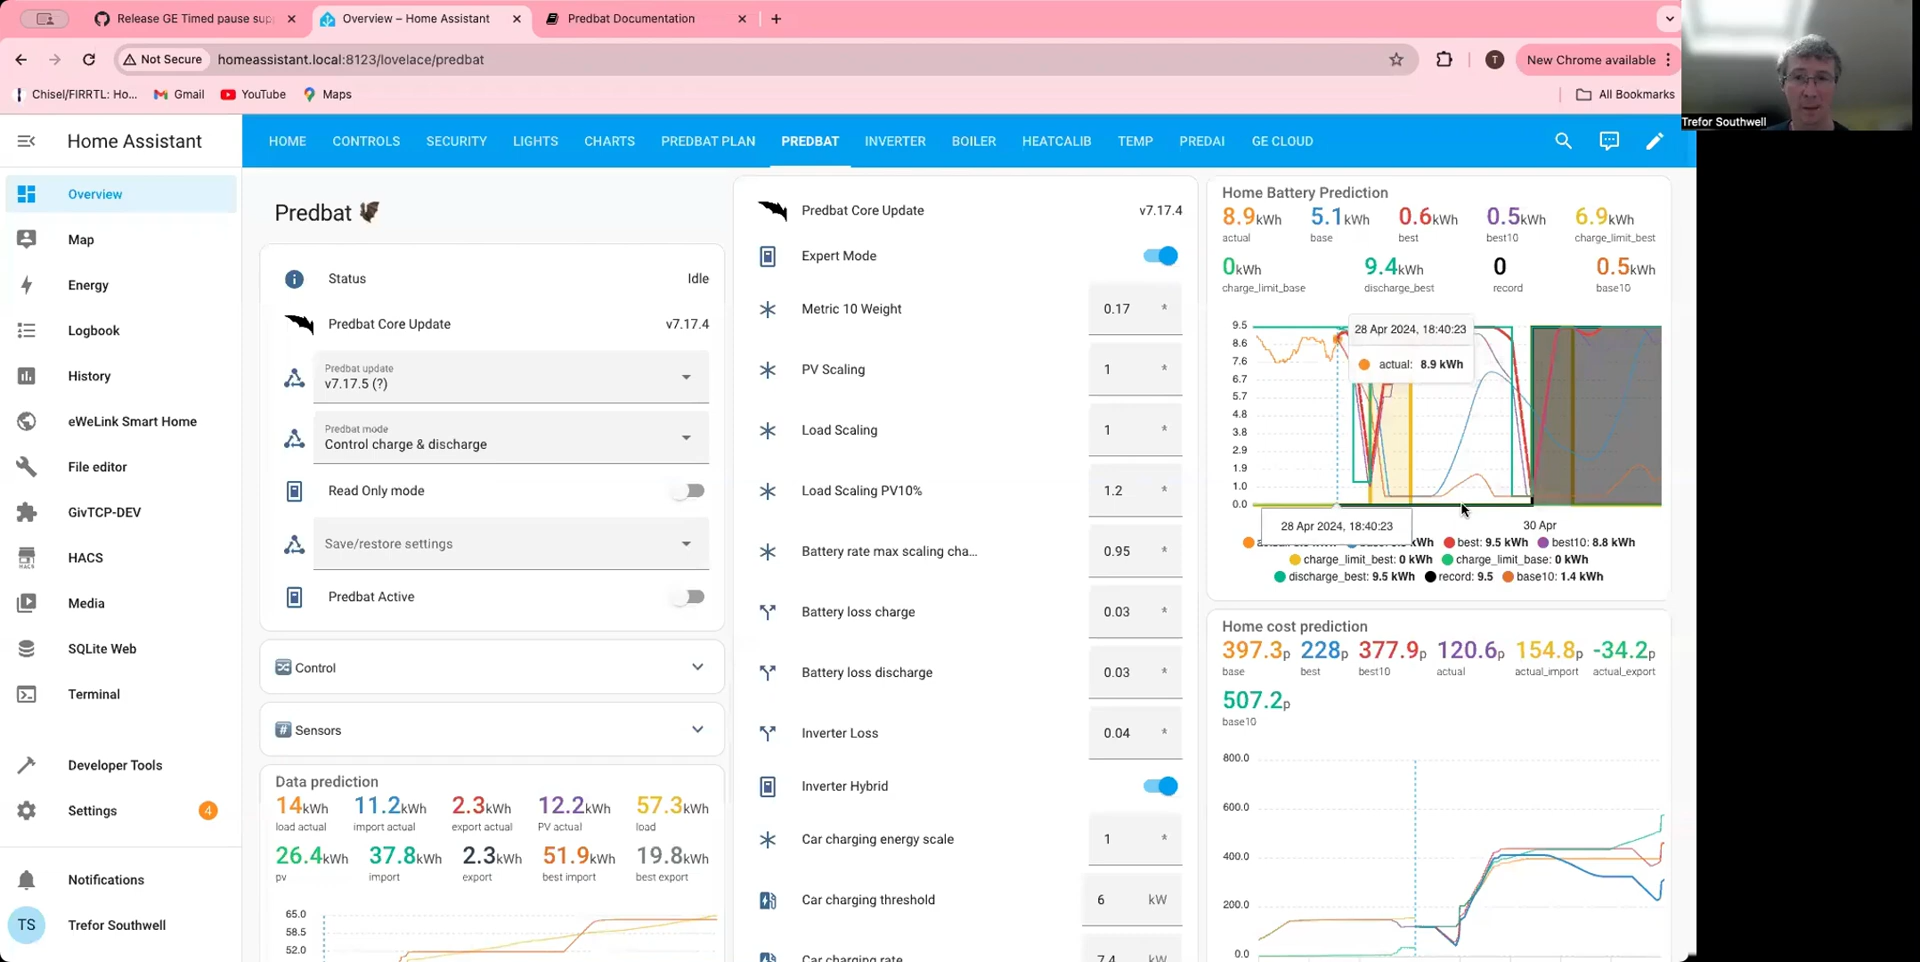 Release GE Timed pause sup
Overview – Home Assistant
Predbat Documentation
Not Secure
homeassistant.local:8123/lovelace/predbat
T
New Chrome available
Chisel/FIRRTL: Ho...
Gmail
YouTube
Maps
All Bookmarks
Trefor Southwell
Home Assistant
HOME
CONTROLS
SECURITY
LIGHTS
CHARTS
PREDBAT PLAN
PREDBAT
INVERTER
BOILER
HEATCALIB
TEMP
PREDAI
GE CLOUD
Overview
Map
Energy
Logbook
History
eWeLink Smart Home
File editor
GivTCP-DEV
HACS
Media
SQLite Web
Terminal
Developer Tools
Settings 4
Notifications
TS Trefor Southwell
Predbat
Status Idle
Predbat Core Update v7.17.4
Predbat update
v7.17.5 (?)
Predbat mode
Control charge & discharge
Read Only mode
Save/restore settings
Predbat Active
Control
Sensors
Data prediction
14kWh 11.2kWh 2.3kWh 12.2kWh 57.3kWh
load actual import actual export actual PV actual load
26.4kWh 37.8kWh 2.3kWh 51.9kWh 19.8kWh
pv import export best import best export
65.0
58.5
52.0
Predbat Core Update v7.17.4
Expert Mode
Metric 10 Weight 0.17 *
PV Scaling 1 *
Load Scaling 1 *
Load Scaling PV10% 1.2 *
Battery rate max scaling cha... 0.95 *
Battery loss charge 0.03 *
Battery loss discharge 0.03 *
Inverter Loss 0.04 *
Inverter Hybrid
Car charging energy scale 1 *
Car charging threshold 6 kW
Car charging rate 7.4 kW
Home Battery Prediction
8.9kWh 5.1kWh 0.6kWh 0.5kWh 6.9kWh
actual base best best10 charge_limit_best
0kWh 9.4kWh 0 0.5kWh
charge_limit_base discharge_best record base10
9.5
8.6
7.6
6.7
5.7
4.8
3.8
2.9
1.9
1.0
0.0
28 Apr 2024, 18:40:23
actual: 8.9 kWh
28 Apr 2024, 18:40:23
30 Apr
kWh best: 9.5 kWh best10: 8.8 kWh
charge_limit_best: 0 kWh charge_limit_base: 0 kWh
discharge_best: 9.5 kWh record: 9.5 base10: 1.4 kWh
Home cost prediction
397.3p 228p 377.9p 120.6p 154.8p -34.2p
base best best10 actual actual_import actual_export
507.2p
base10
800.0
600.0
400.0
200.0
0.0